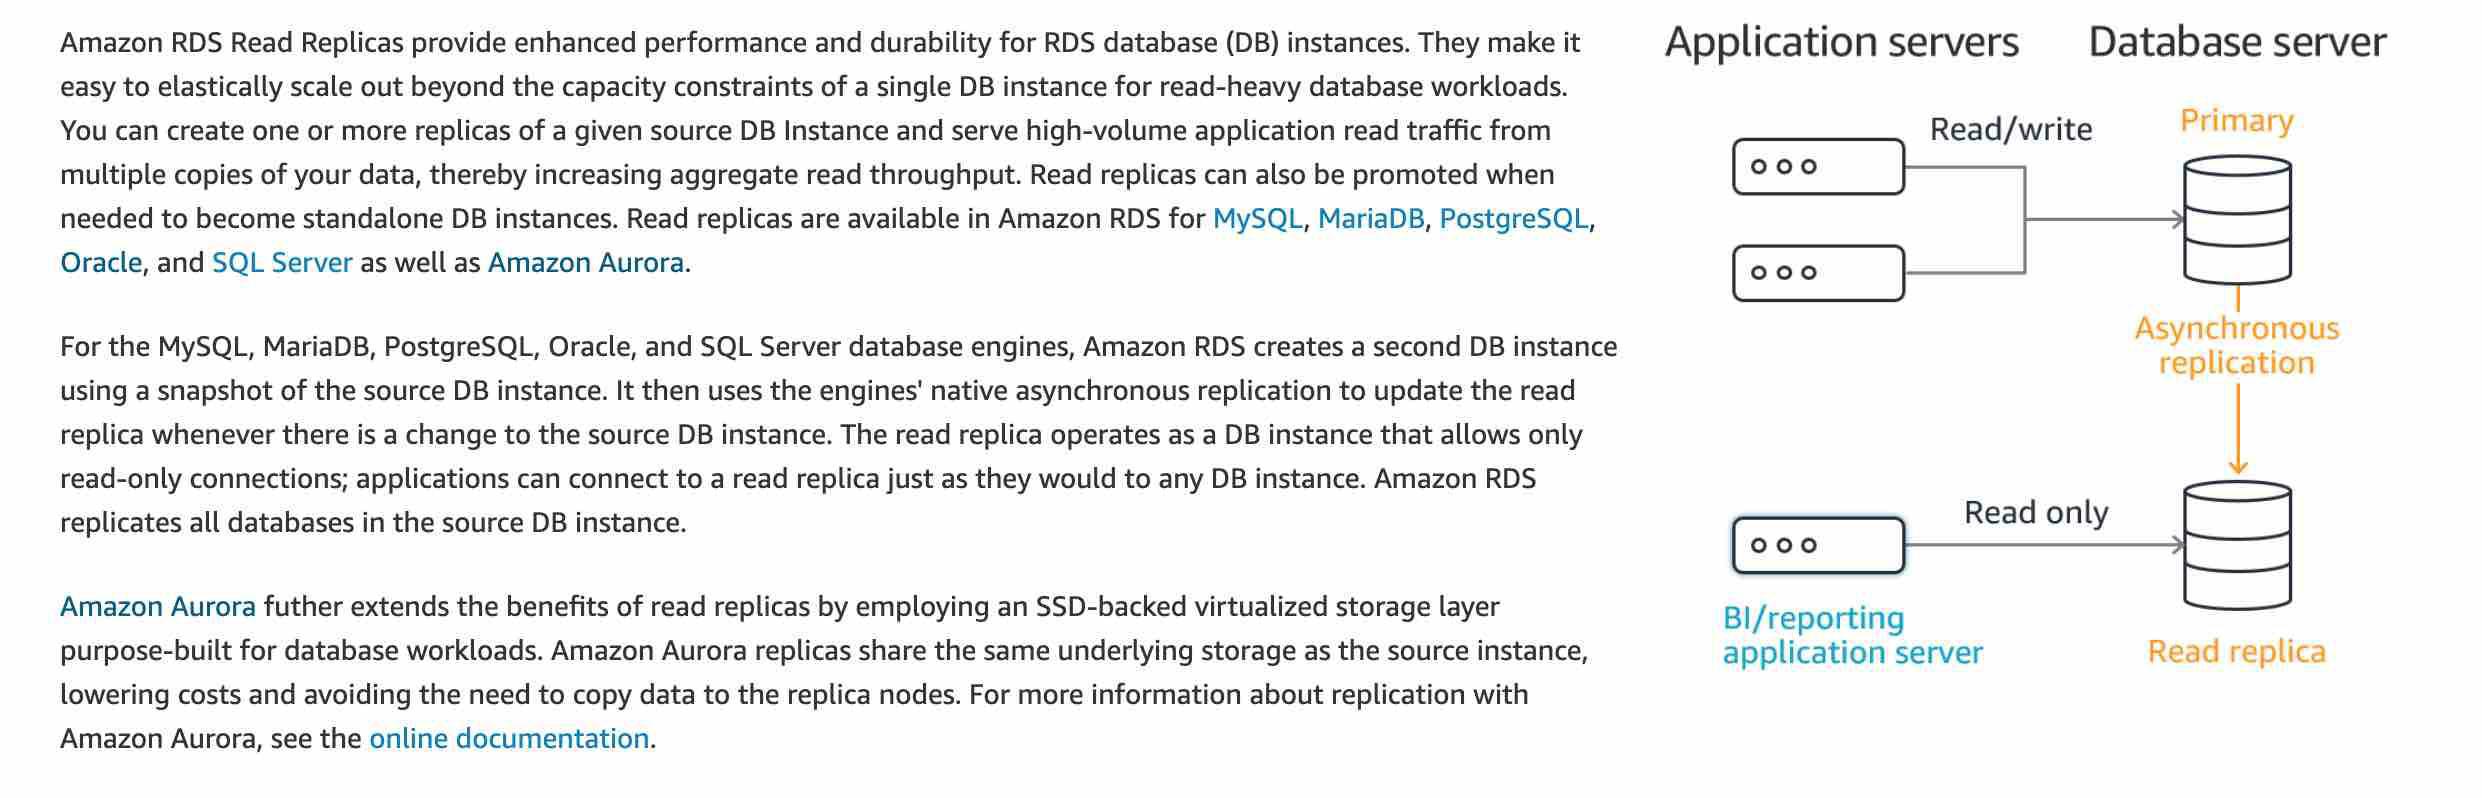 Amazon RDS Read Replicas provide enhanced performance and durability for RDS database (DB) instances. They make it
easy to elastically scale out beyond the capacity constraints of a single DB instance for read-heavy database workloads.
You can create one or more replicas of a given source DB Instance and serve high-volume application read traffic from
multiple copies of your data, thereby increasing aggregate read throughput. Read replicas can also be promoted when
needed to become standalone DB instances. Read replicas are available in Amazon RDS for MySQL, MariaDB, PostgreSQL,
Oracle, and SQL Server as well as Amazon Aurora.
For the MySQL, MariaDB, PostgreSQL, Oracle, and SQL Server database engines, Amazon RDS creates a second DB instance
using a snapshot of the source DB instance. It then uses the engines' native asynchronous replication to update the read
replica whenever there is a change to the source DB instance. The read replica operates as a DB instance that allows only
read-only connections; applications can connect to a read replica just as they would to any DB instance. Amazon RDS
replicates all databases in the source DB instance.
Amazon Aurora futher extends the benefits of read replicas by employing an SSD-backed virtualized storage layer
purpose-built for database workloads. Amazon Aurora replicas share the same underlying storage as the source instance,
lowering costs and avoiding the need to copy data to the replica nodes. For more information about replication with
Amazon Aurora, see the online documentation.
Application servers
Database server
Read/write
Primary
Asynchronous
replication
Read only
BI/reporting
application server
Read replica